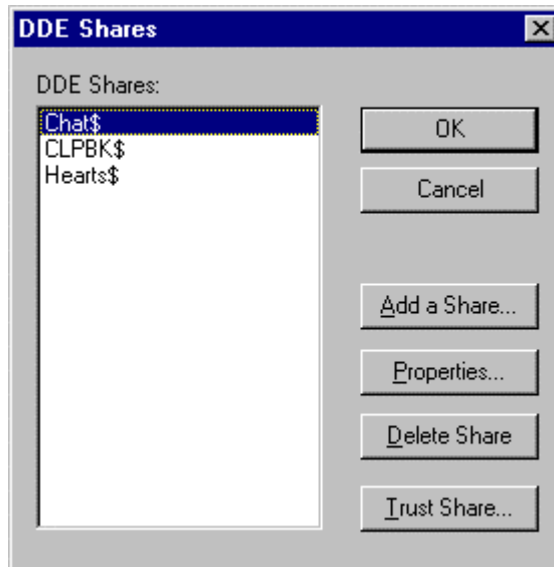 DDE Shares
DDE Shares:
Chat$
CLPBK$
Hearts$
OK
Cancel
Add a Share...
Properties...
Delete Share
Trust Share...